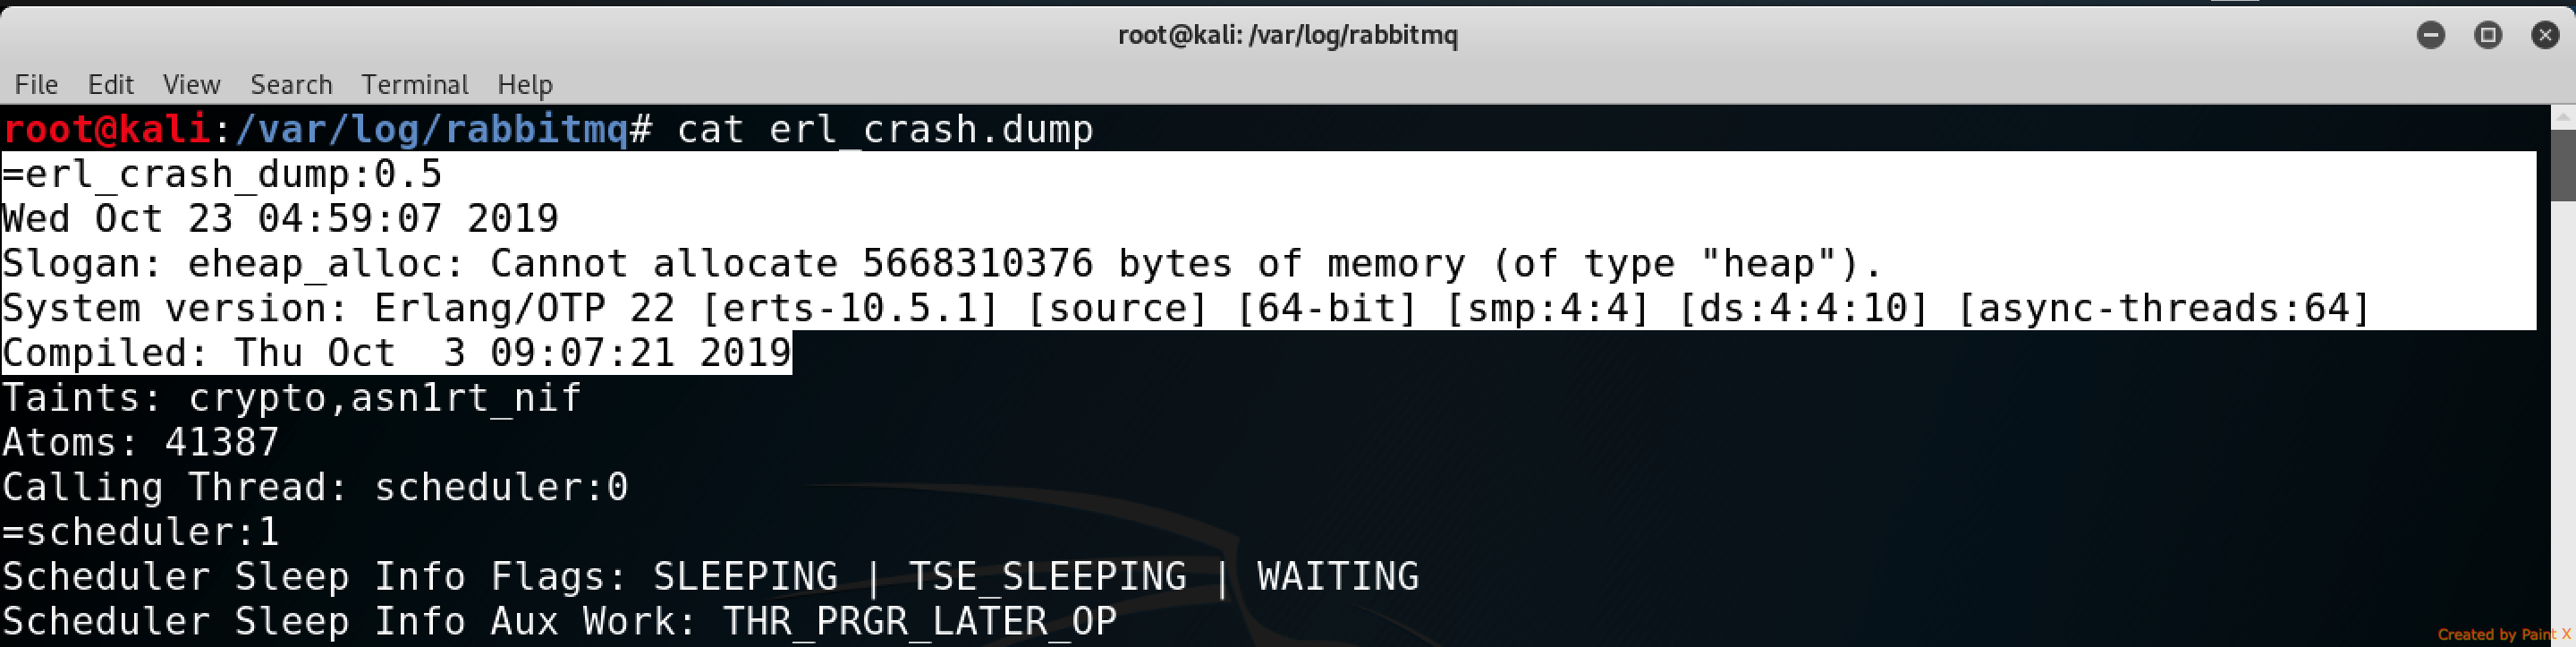 root@kali: /var/log/rabbitmq
File Edit View Search Terminal Help
root@kali:/var/log/rabbitmq# cat erl_crash.dump
=erl_crash_dump:0.5
Wed Oct 23 04:59:07 2019
Slogan: eheap_alloc: Cannot allocate 5668310376 bytes of memory (of type "heap").
System version: Erlang/OTP 22 [erts-10.5.1] [source] [64-bit] [smp:4:4] [ds:4:4:10] [async-threads:64]
Compiled: Thu Oct  3 09:07:21 2019
Taints: crypto,asn1rt_nif
Atoms: 41387
Calling Thread: scheduler:0
=scheduler:1
Scheduler Sleep Info Flags: SLEEPING | TSE_SLEEPING | WAITING
Scheduler Sleep Info Aux Work: THR_PRGR_LATER_OP
Created by Paint X